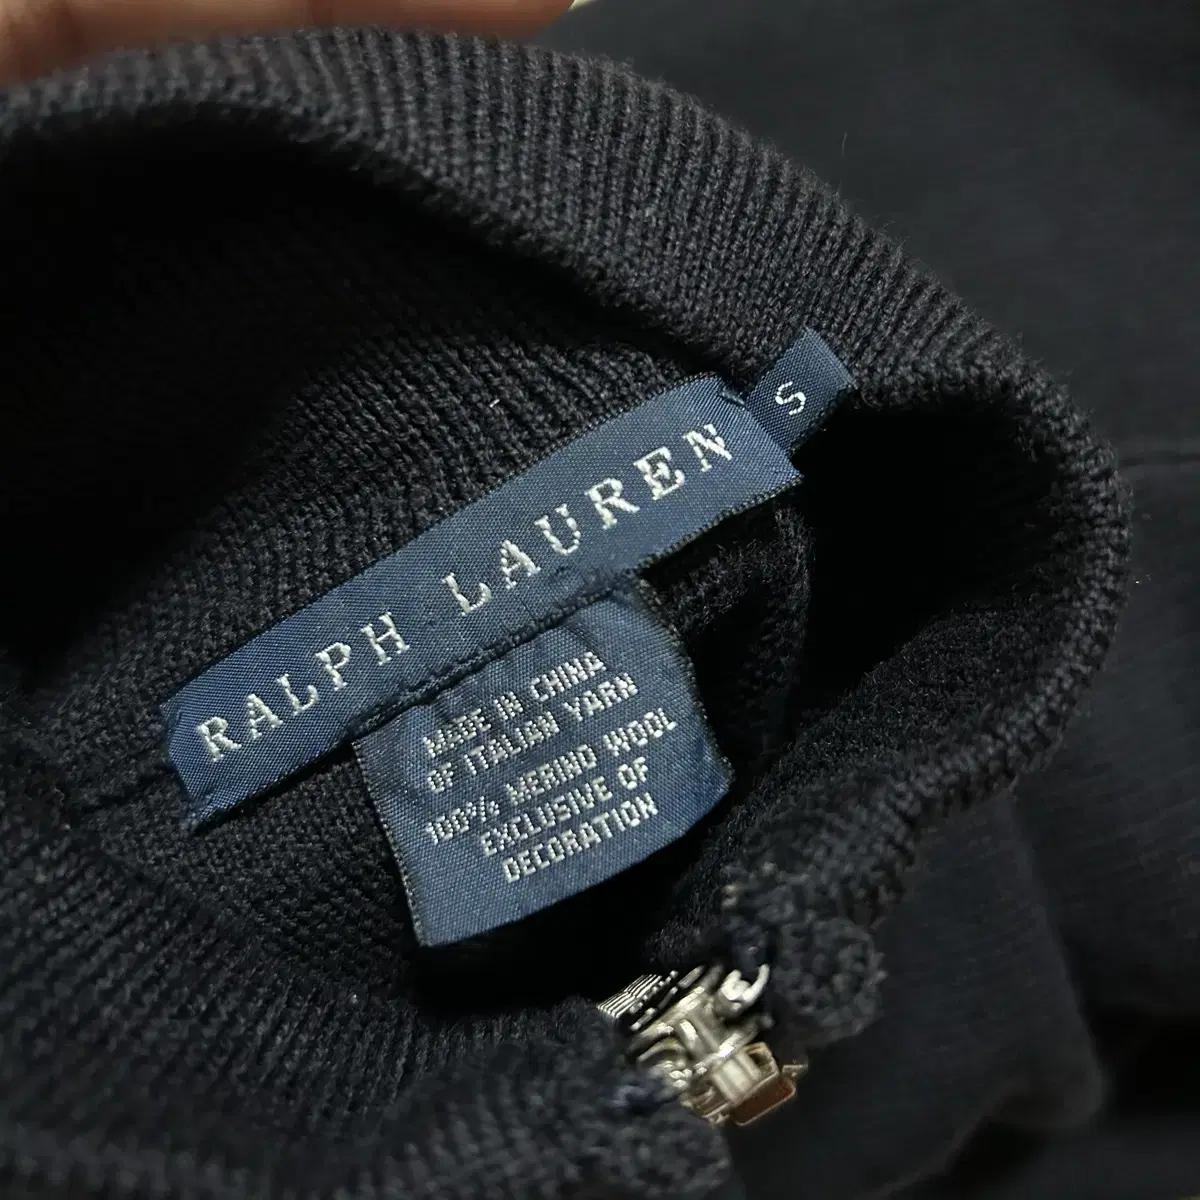 S
RALPH LAUREN
MADE IN CHINA
OF ITALIAN YARN
100% MERINO WOOL
EXCLUSIVE OF
DECORATION